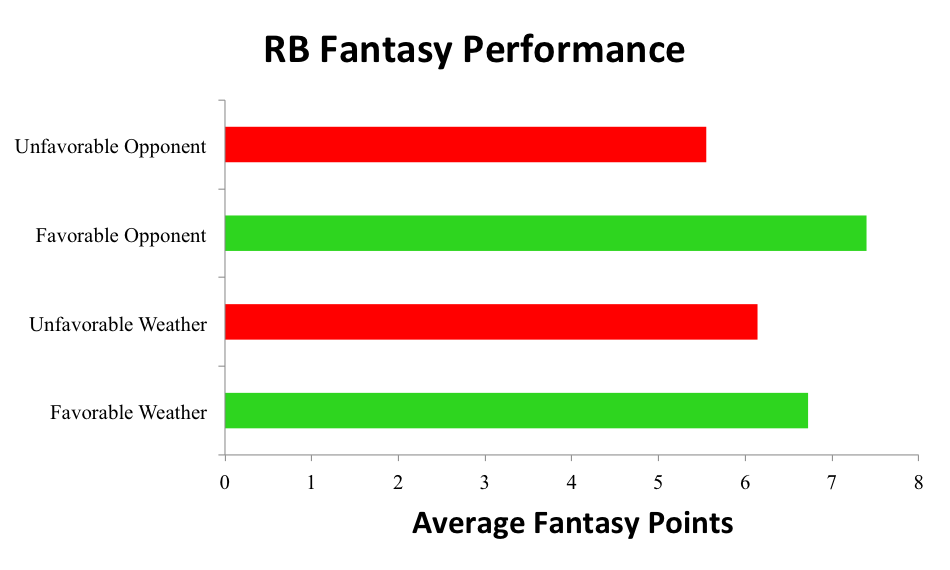 RB Fantasy Performance
Unfavorable Opponent
Favorable Opponent
Unfavorable Weather
Favorable Weather
0 1 2 3 4 5 6 7 8
Average Fantasy Points